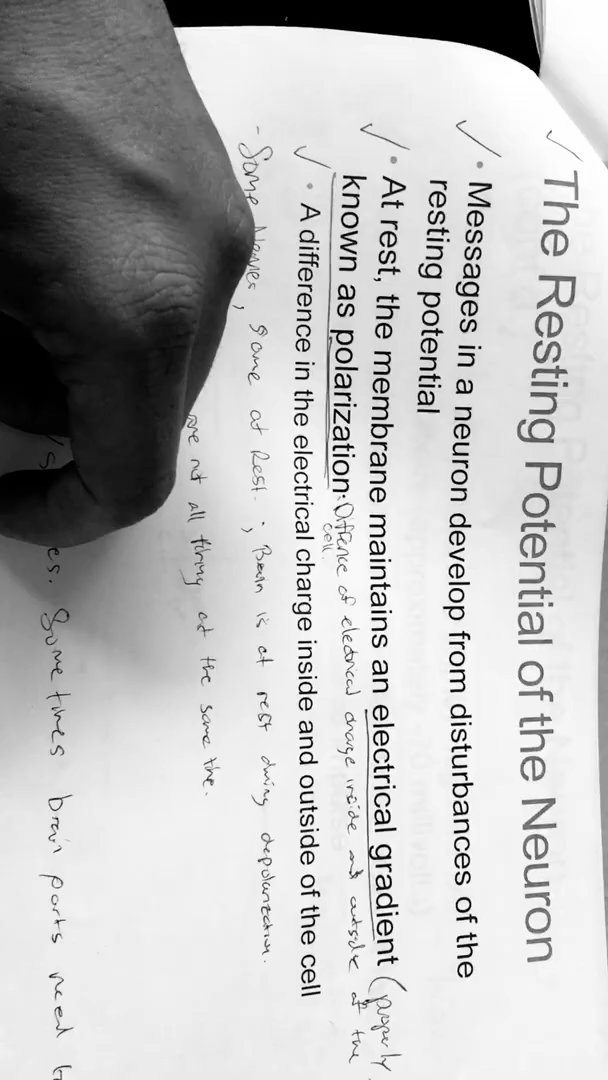 The Resting Potential of the Neuron
• Messages in a neuron develop from disturbances of the
resting potential
• At rest, the membrane maintains an electrical gradient (properly
known as polarization: Diffence of electrical charge inside and outside of the
cell.
• A difference in the electrical charge inside and outside of the cell
- Some , some at Rest. ; Brain is at rest during depolarization.
are not all firing at the same the.
es. Sometimes brain parts need